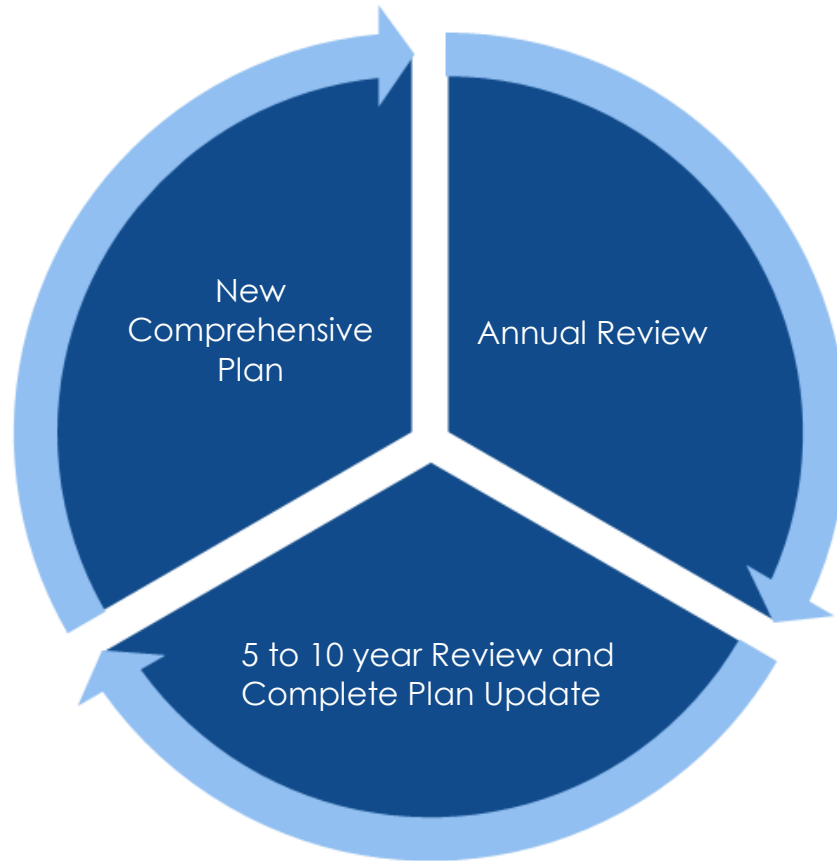 New
Comprehensive
Plan
Annual Review
5 to 10 year Review and
Complete Plan Update